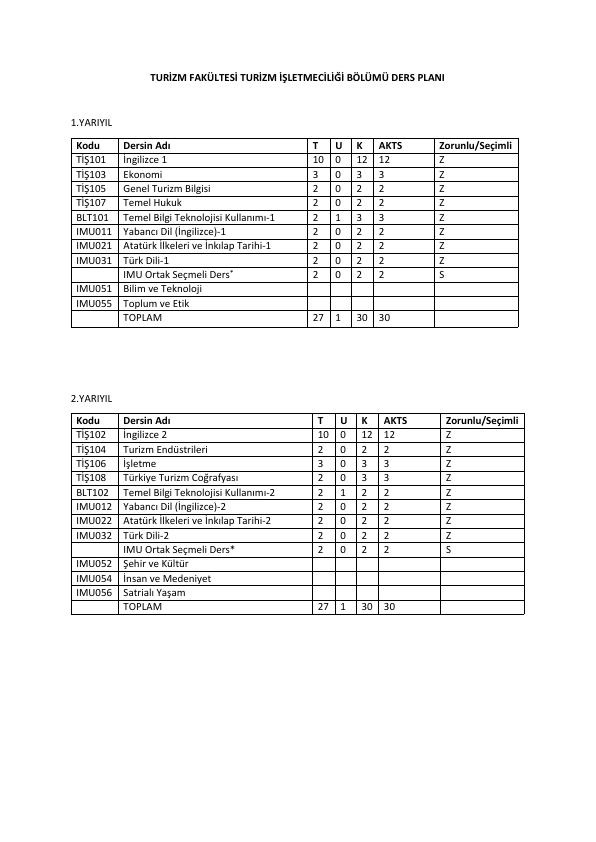 TURİZM FAKÜLTESİ TURİZM İŞLETMECİLİĞİ BÖLÜMÜ DERS PLANI
1.YARIYIL
Kodu Dersin Adı T U K AKTS Zorunlu/Seçimli
TİŞ101 İngilizce 1 10 0 12 12 Z
TİŞ103 Ekonomi 3 0 3 3 Z
TİŞ105 Genel Turizm Bilgisi 2 0 2 2 Z
TİŞ107 Temel Hukuk 2 0 2 2 Z
BLT101 Temel Bilgi Teknolojisi Kullanımı-1 2 1 3 3 Z
IMU011 Yabancı Dil (İngilizce)-1 2 0 2 2 Z
IMU021 Atatürk İlkeleri ve İnkılap Tarihi-1 2 0 2 2 Z
IMU031 Türk Dili-1 2 0 2 2 Z
IMU Ortak Seçmeli Ders* 2 0 2 2 S
IMU051 Bilim ve Teknoloji
IMU055 Toplum ve Etik
TOPLAM 27 1 30 30
2.YARIYIL
Kodu Dersin Adı T U K AKTS Zorunlu/Seçimli
TİŞ102 İngilizce 2 10 0 12 12 Z
TİŞ104 Turizm Endüstrileri 2 0 2 2 Z
TİŞ106 İşletme 3 0 3 3 Z
TİŞ108 Türkiye Turizm Coğrafyası 2 0 3 3 Z
BLT102 Temel Bilgi Teknolojisi Kullanımı-2 2 1 2 2 Z
IMU012 Yabancı Dil (İngilizce)-2 2 0 2 2 Z
IMU022 Atatürk İlkeleri ve İnkılap Tarihi-2 2 0 2 2 Z
IMU032 Türk Dili-2 2 0 2 2 Z
IMU Ortak Seçmeli Ders* 2 0 2 2 S
IMU052 Şehir ve Kültür
IMU054 İnsan ve Medeniyet
IMU056 Satrialı Yaşam
TOPLAM 27 1 30 30